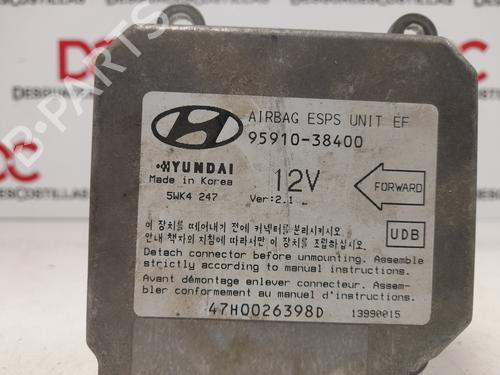 AIRBAG ESPS UNIT EF
95910-38400
HYUNDAI
Made in Korea
5WK4 247
12V
Ver:2.1
FORWARD
UDB
이 장치를 떼어내기 전에 커넥터를 분리시키시오
안내 책자의 지침에 따라서만 이 장치를 조립하십시오.
Detach connector before unmounting. Assemble
strictly according to manual instructions.
Avant démontage enlever connecteur. Assem-
bler conformement au manuel d'instructions.
47H0026398D
13990015